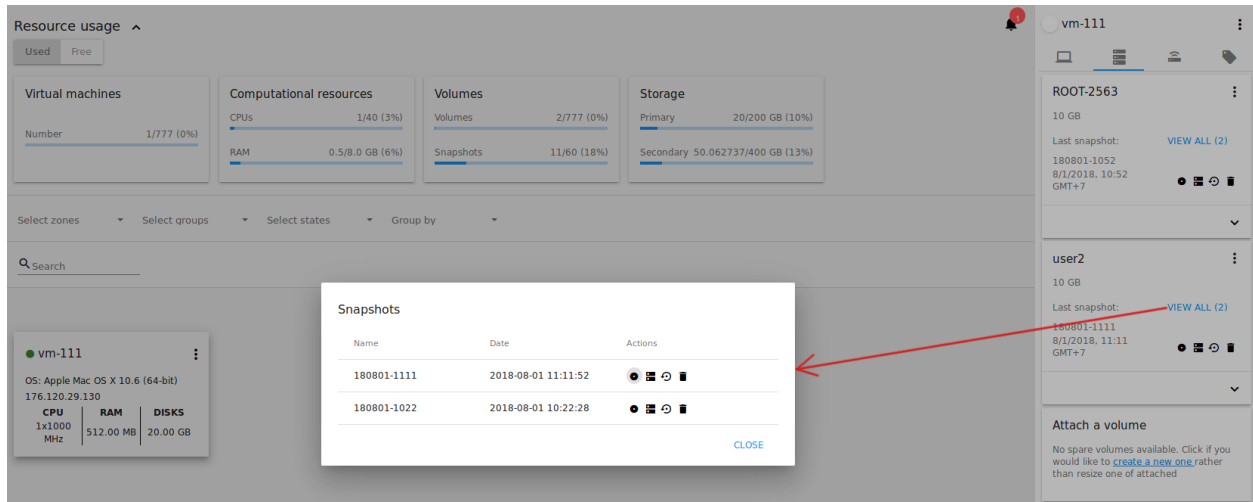 Resource usage
Used Free
Virtual machines
Number 1/777 (0%)
Computational resources
CPUs 1/40 (3%)
RAM 0.5/8.0 GB (6%)
Volumes
Volumes 2/777 (0%)
Snapshots 11/60 (18%)
Storage
Primary 20/200 GB (10%)
Secondary 50.062737/400 GB (13%)
1
Select zones Select groups Select states Group by
Search
vm-111
OS: Apple Mac OS X 10.6 (64-bit)
176.120.29.130
CPU RAM DISKS
1x1000 MHz 512.00 MB 20.00 GB
Snapshots
Name Date Actions
180801-1111 2018-08-01 11:11:52
180801-1022 2018-08-01 10:22:28
CLOSE
vm-111
ROOT-2563
10 GB
Last snapshot: VIEW ALL (2)
180801-1052
8/1/2018, 10:52
GMT+7
user2
10 GB
Last snapshot: VIEW ALL (2)
180801-1111
8/1/2018, 11:11
GMT+7
Attach a volume
No spare volumes available. Click if you
would like to create a new one rather
than resize one of attached